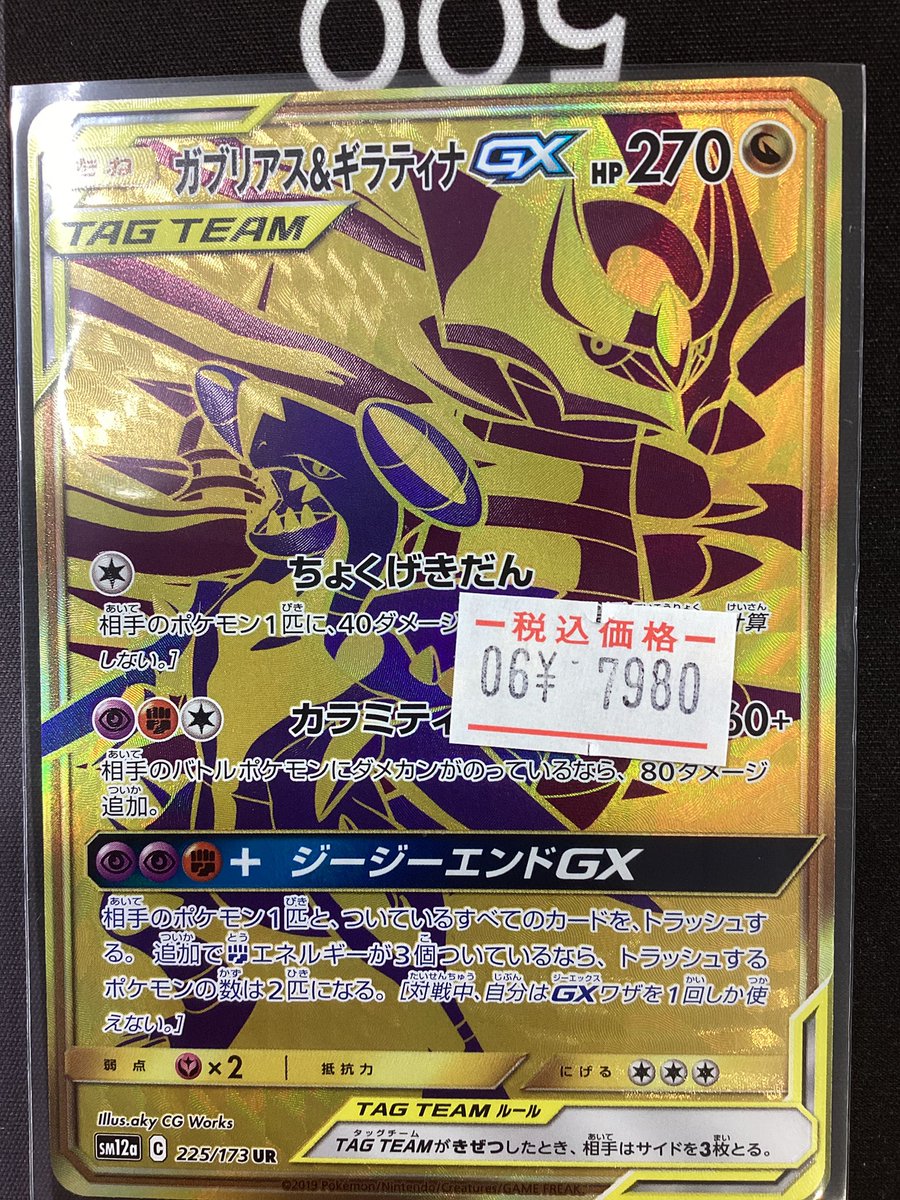 500
たね
ガブリアス&ギラティナGX HP270
TAG TEAM
ちょくげきだん
相手のポケモン1匹に、40ダメージ
計算
しない。]
税込価格
06¥ 7980
カラミティ
60+
相手のバトルポケモンにダメカンがのっているなら、80ダメージ
追加。
+ ジージーエンドGX
相手のポケモン1匹と、ついているすべてのカードを、トラッシュす
る。追加でエネルギーが3個ついているなら、トラッシュする
ポケモンの数は2匹になる。[対戦中、自分はGXワザを1回しか使
えない。]
弱点 ×2 抵抗力 にげる
Illus.aky CG Works
TAG TEAM ルール
TAG TEAMがきぜつしたとき、相手はサイドを3枚とる。
sm12a C 225/173 UR
©2019 Pokémon/Nintendo/Creatures/GAME FREAK.